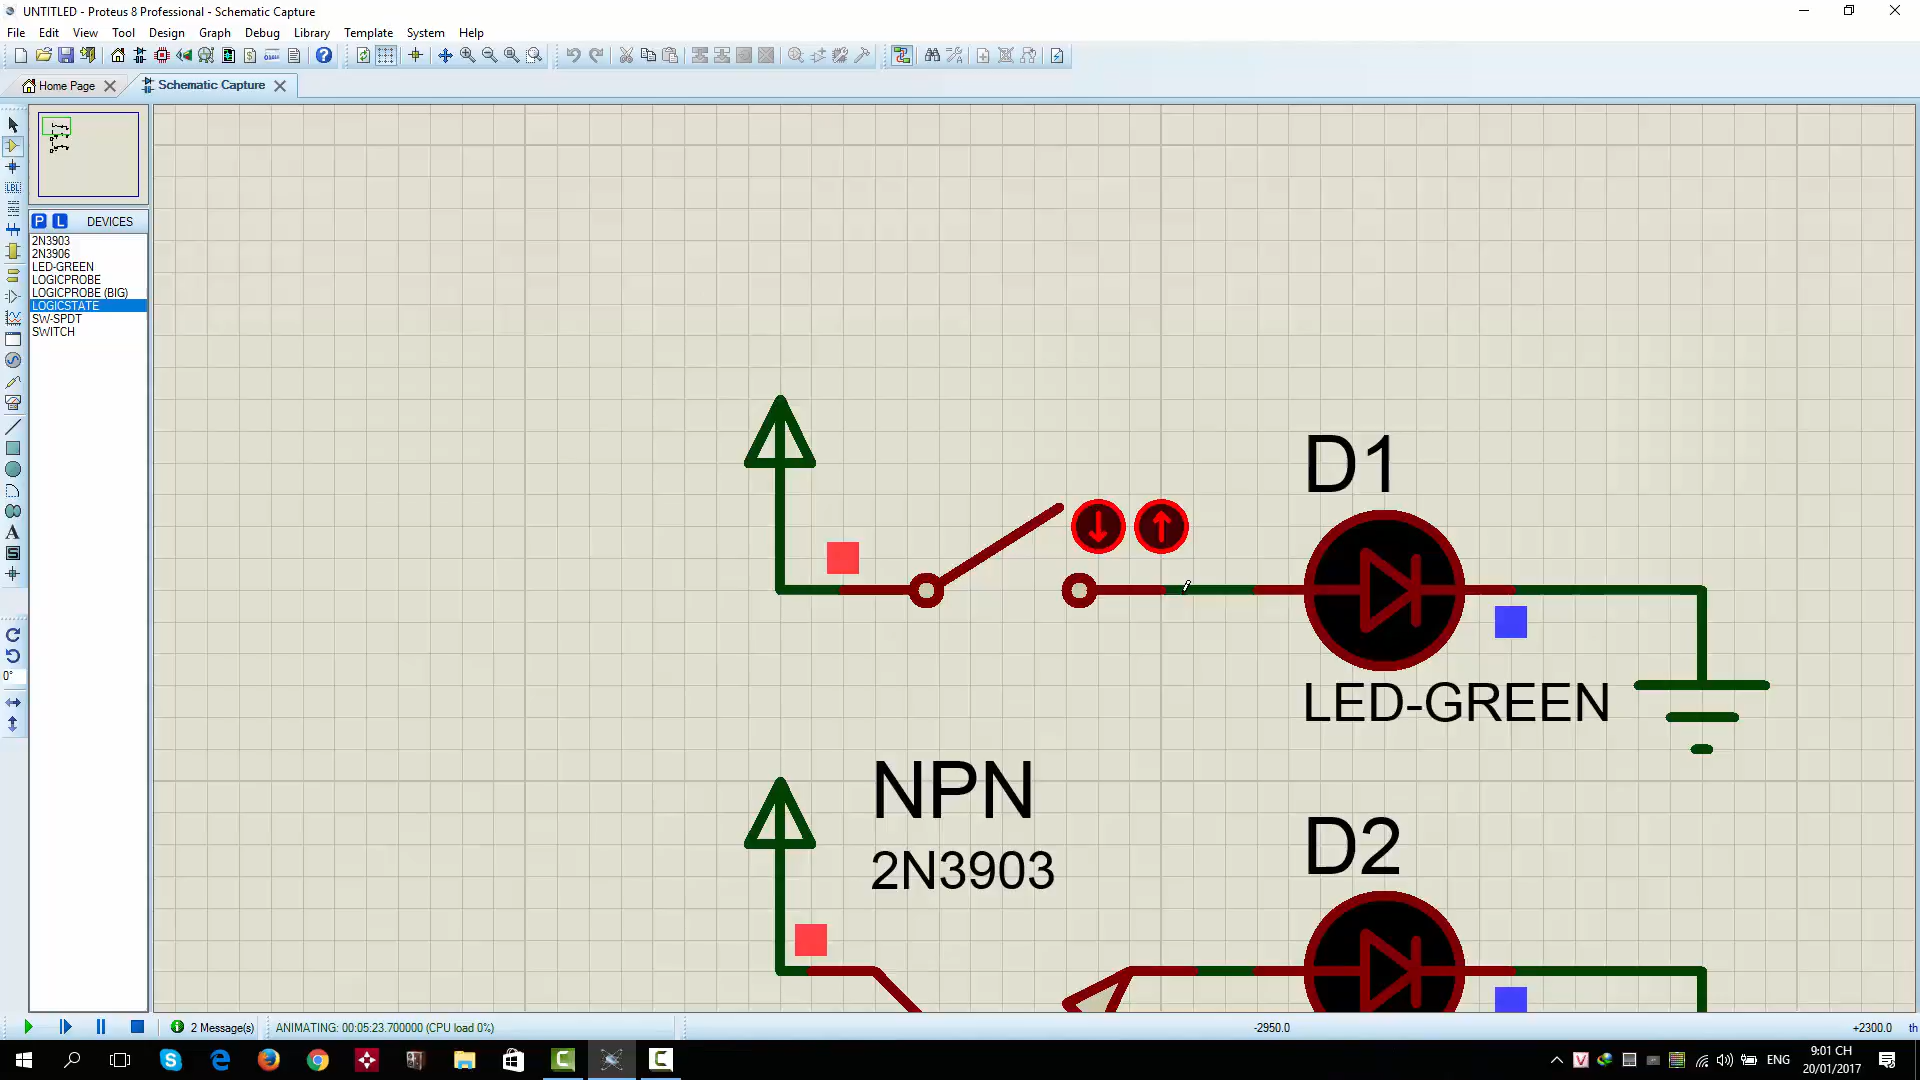 UNTITLED - Proteus 8 Professional - Schematic Capture
File Edit View Tool Design Graph Debug Library Template System Help
Home Page
Schematic Capture
LBL
P L DEVICES
2N3903
2N3906
LED-GREEN
LOGICPROBE
LOGICPROBE (BIG)
LOGICSTATE
SW-SPDT
SWITCH
A
S
0°
D1
LED-GREEN
NPN
2N3903
D2
2 Message(s)
ANIMATING: 00:05:23.700000 (CPU load 0%)
-2950.0
+2300.0
th
ENG
9:01 CH
20/01/2017